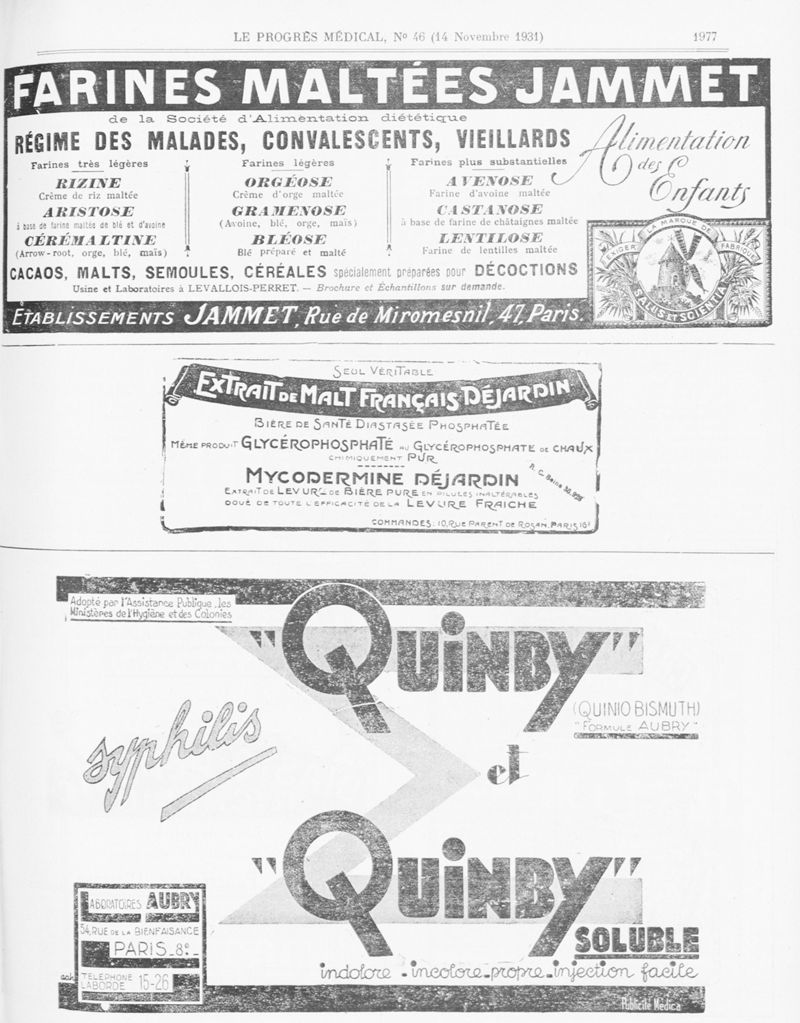 LE PROGRÈS MÉDICAL, No 46 (14 Novembre 1931) 1977
FARINES MALTÉES JAMMET
de la Société d'Alimentation diététique
RÉGIME DES MALADES, CONVALESCENTS, VIEILLARDS
Alimentation des Enfants
Farines très légères
RIZINE
Crème de riz maltée
ARISTOSE
à base de farine maltée de blé et d'avoine
CÉRÉMALTINE
(Arrow-root, orge, blé, maïs)
Farines légères
ORGÉOSE
Crème d'orge maltée
GRAMENOSE
(Avoine, blé, orge, maïs)
BLÉOSE
Blé préparé et malté
Farines plus substantielles
AVENOSE
Farine d'avoine maltée
CASTANOSE
à base de farine de châtaignes maltée
LENTILOSE
Farine de lentilles maltée
EXIGER LA MARQUE DE FABRIQUE
SALUS ET SCIENTIA
CACAOS, MALTS, SEMOULES, CÉRÉALES spécialement préparées pour DÉCOCTIONS
Usine et Laboratoires à LEVALLOIS-PERRET. — Brochure et Échantillons sur demande.
ÉTABLISSEMENTS JAMMET, Rue de Miromesnil, 47, Paris.
SEUL VÉRITABLE
EXTRAIT DE MALT FRANÇAIS DÉJARDIN
BIÈRE DE SANTÉ DIASTASÉE PHOSPHATÉE
MÊME PRODUIT GLYCÉROPHOSPHATÉ AU GLYCÉROPHOSPHATE DE CHAUX
CHIMIQUEMENT PUR
MYCODERMINE DÉJARDIN
EXTRAIT DE LEVURE DE BIÈRE PURE EN PILULES INALTÉRABLES
DOUÉ DE TOUTE L'EFFICACITÉ DE LA LEVURE FRAICHE
R. C. Seine
COMMANDES: 10, RUE PARENT DE ROSAN, PARIS 16e
Adopté par l'Assistance Publique, les
Ministères de l'Hygiène et des Colonies
"QUINBY"
(QUINIO BISMUTH)
"FORMULE AUBRY"
syphilis
et
"QUINBY"
SOLUBLE
indolore - incolore - propre - injection facile
LABORATOIRES AUBRY
54, RUE DE LA BIENFAISANCE
PARIS_8e_
TELEPHONE
LABORDE 15-26
Publicité Médica